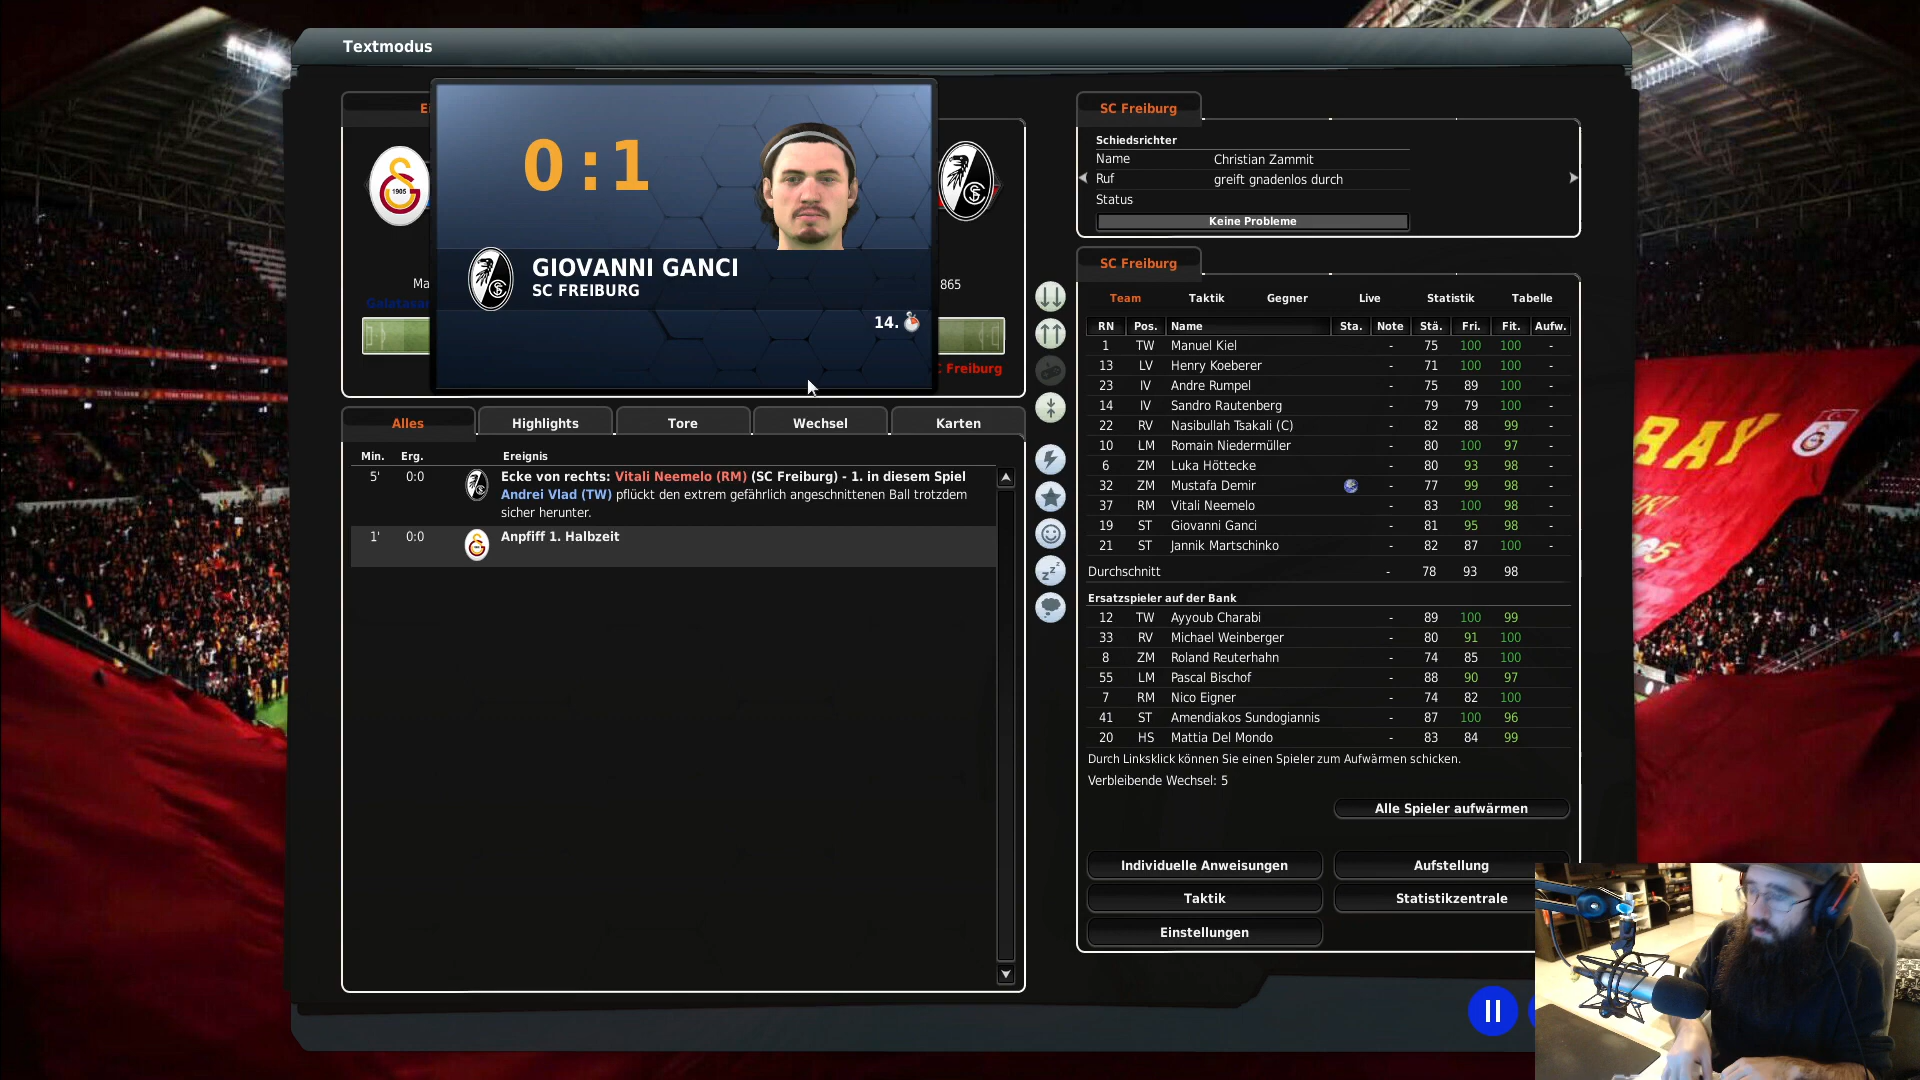 Textmodus
0 : 1
GIOVANNI GANCI
SC FREIBURG
14.
1905
Ma
865
Galatasar
Freiburg
Alles Highlights Tore Wechsel Karten
Min. Erg. Ereignis
5' 0:0 Ecke von rechts: Vitali Neemelo (RM) (SC Freiburg) - 1. in diesem Spiel
Andrei Vlad (TW) pflückt den extrem gefährlich angeschnittenen Ball trotzdem
sicher herunter.
1' 0:0 Anpfiff 1. Halbzeit
SC Freiburg
Schiedsrichter
Name Christian Zammit
Ruf greift gnadenlos durch
Status
Keine Probleme
SC Freiburg
Team Taktik Gegner Live Statistik Tabelle
RN Pos. Name Sta. Note Stä. Fri. Fit. Aufw.
1 TW Manuel Kiel - 75 100 100 -
13 LV Henry Koeberer - 71 100 100 -
23 IV Andre Rumpel - 75 89 100 -
14 IV Sandro Rautenberg - 79 79 100 -
22 RV Nasibullah Tsakali (C) - 82 88 99 -
10 LM Romain Niedermüller - 80 100 97 -
6 ZM Luka Höttecke - 80 93 98 -
32 ZM Mustafa Demir - 77 99 98 -
37 RM Vitali Neemelo - 83 100 98 -
19 ST Giovanni Ganci - 81 95 98 -
21 ST Jannik Martschinko - 82 87 100 -
Durchschnitt - 78 93 98
Ersatzspieler auf der Bank
12 TW Ayyoub Charabi - 89 100 99
33 RV Michael Weinberger - 80 91 100
8 ZM Roland Reuterhahn - 74 85 100
55 LM Pascal Bischof - 88 90 97
7 RM Nico Eigner - 74 82 100
41 ST Amendiakos Sundogiannis - 87 100 96
20 HS Mattia Del Mondo - 83 84 99
Durch Linksklick können Sie einen Spieler zum Aufwärmen schicken.
Verbleibende Wechsel: 5
Alle Spieler aufwärmen
Individuelle Anweisungen Aufstellung
Taktik Statistikzentrale
Einstellungen